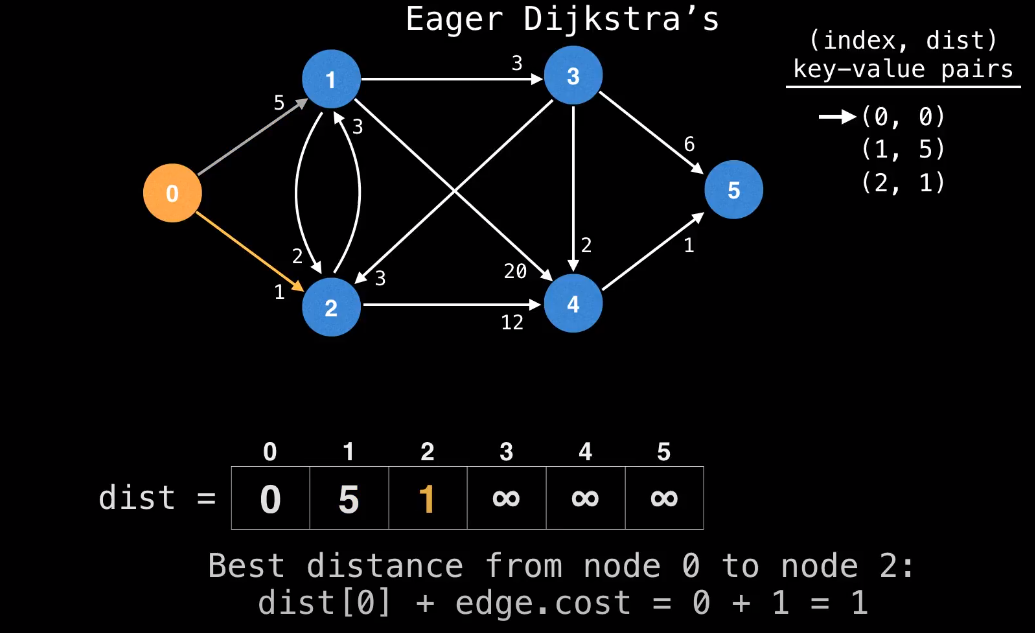 Eager Dijkstra's
(index, dist)
key-value pairs
(0, 0)
(1, 5)
(2, 1)
1
3
3
5
3
6
0
5
2
2
1
1
3
20
2
4
12
0 1 2 3 4 5
dist = 0 5 1 ∞ ∞ ∞
Best distance from node 0 to node 2:
dist[0] + edge.cost = 0 + 1 = 1